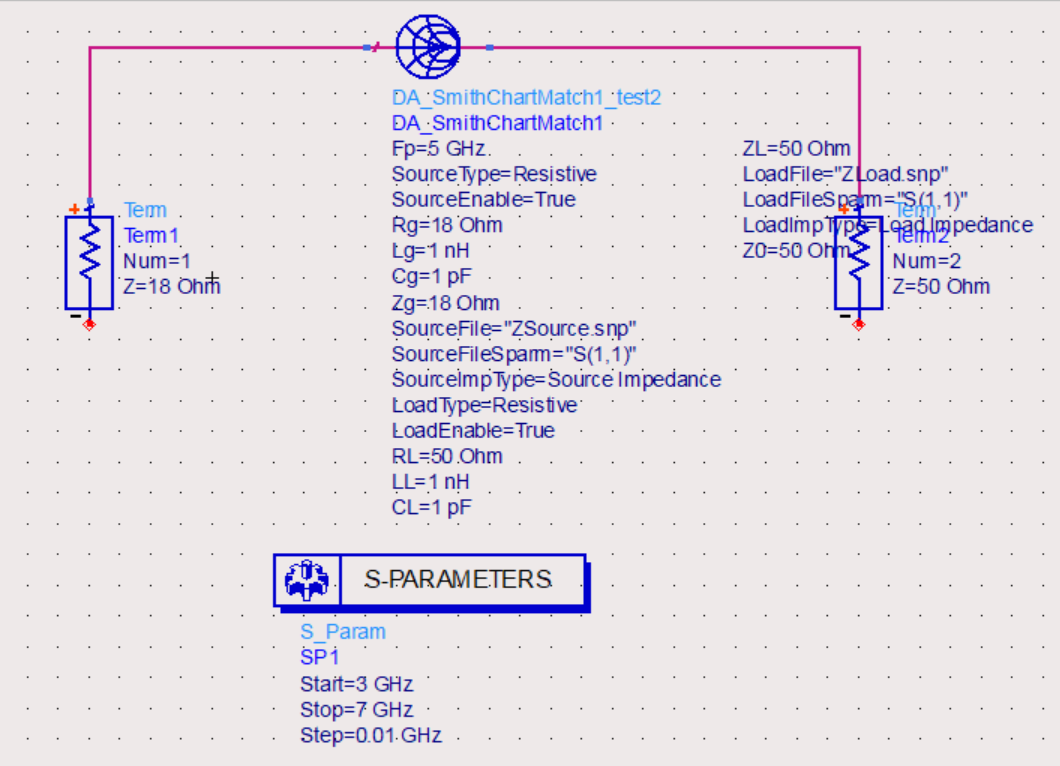 DA_SmithChartMatch1_test2
DA_SmithChartMatch1
Fp=5 GHz
SourceType=Resistive
SourceEnable=True
Rg=18 Ohm
Lg=1 nH
Cg=1 pF
Zg=18 Ohm
SourceFile="ZSource.snp"
SourceFileSparm="S(1,1)"
SourceImpType=Source Impedance
LoadType=Resistive
LoadEnable=True
RL=50 Ohm
LL=1 nH
CL=1 pF
ZL=50 Ohm
LoadFile="ZLoad.snp"
LoadFileSparm="S(1,1)"
LoadImpType=Load Impedance
Z0=50 Ohm
+
Term
Term1
Num=1
Z=18 Ohm
-
+
Term
Term2
Num=2
Z=50 Ohm
-
S-PARAMETERS
S_Param
SP1
Start=3 GHz
Stop=7 GHz
Step=0.01 GHz